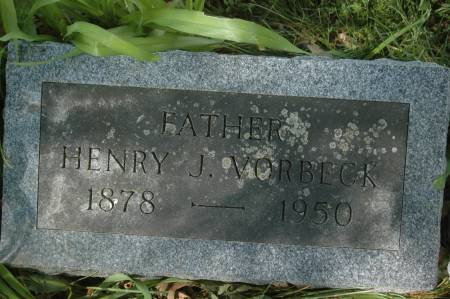 FATHER
HENRY J. VORBECK
1878 — 1950